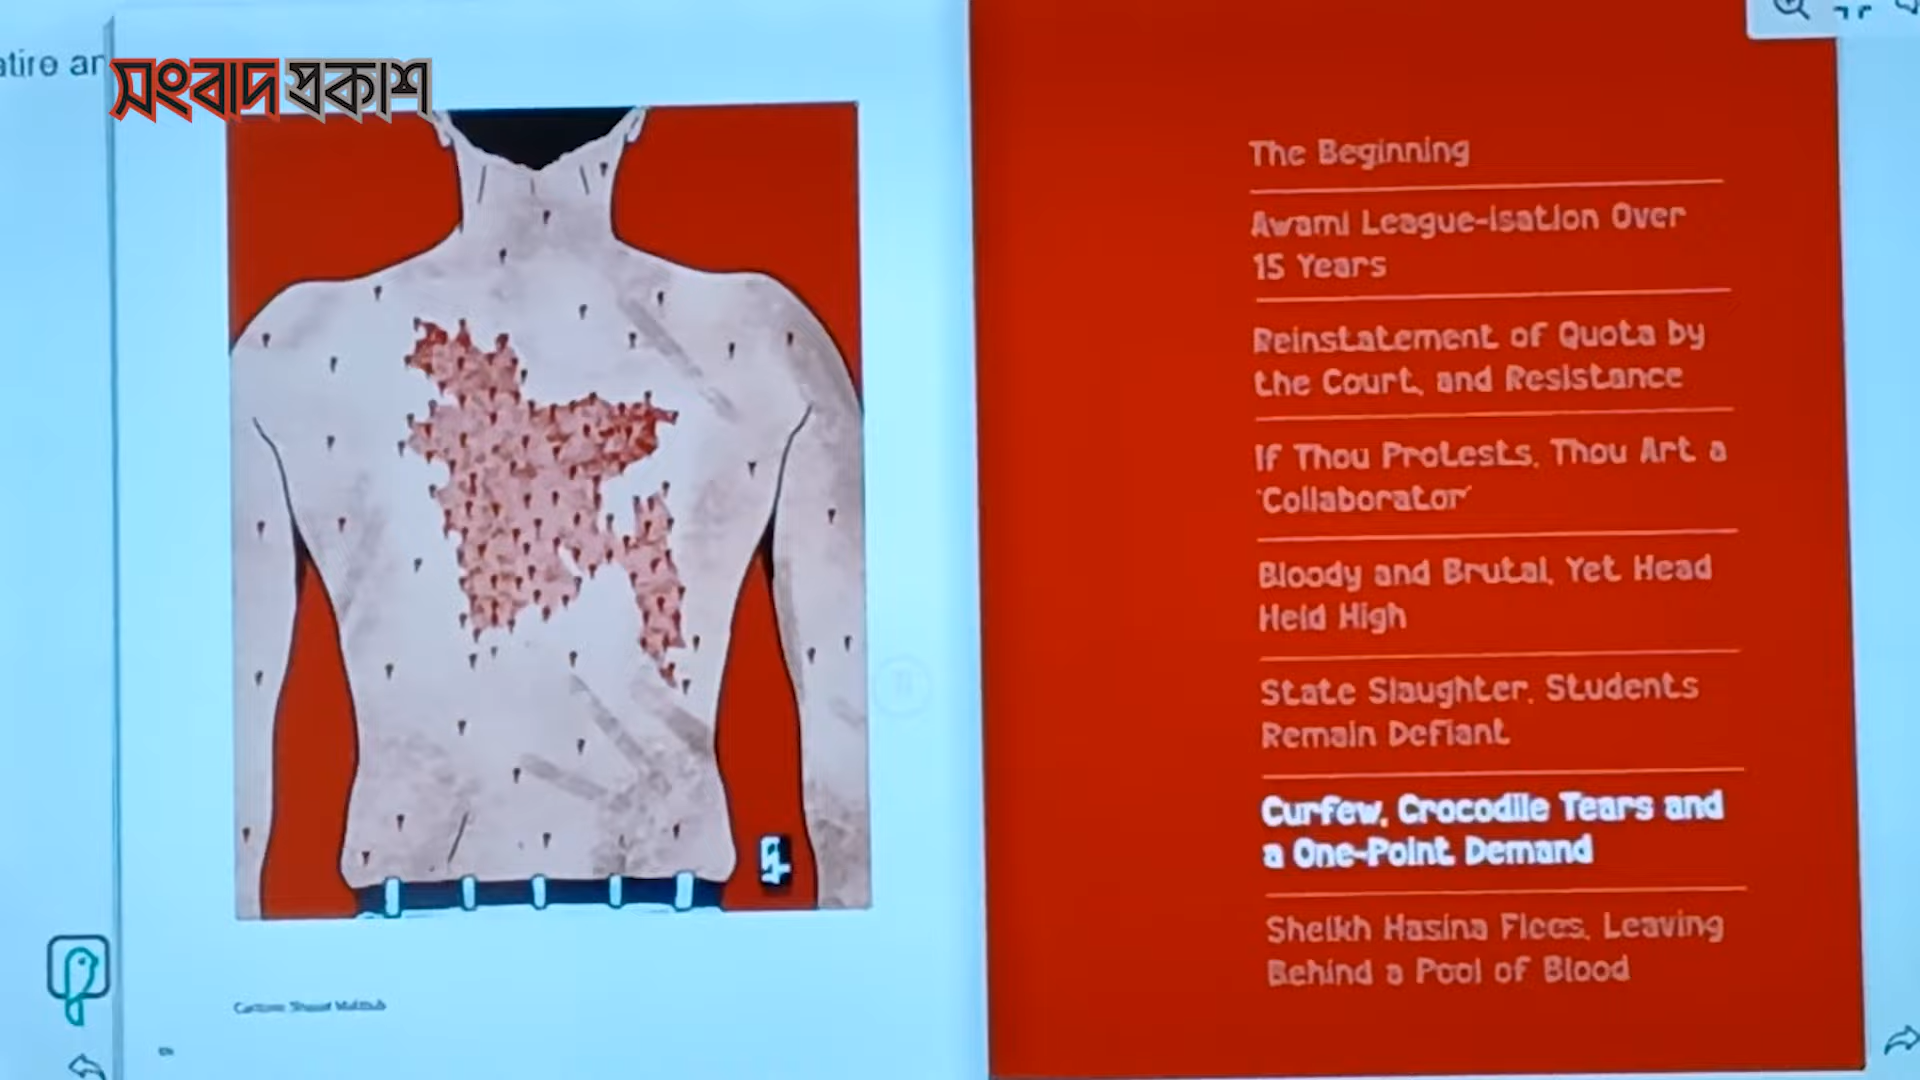 atire an
সংবাদ প্রকাশ
The Beginning
Awami League-isation Over
15 Years
Reinstatement of Quota by
the Court, and Resistance
If Thou Protests, Thou Art a
'Collaborator'
Bloody and Brutal, Yet Head
Held High
State Slaughter, Students
Remain Defiant
Curfew, Crocodile Tears and
a One-Point Demand
Sheikh Hasina Flees, Leaving
Behind a Pool of Blood